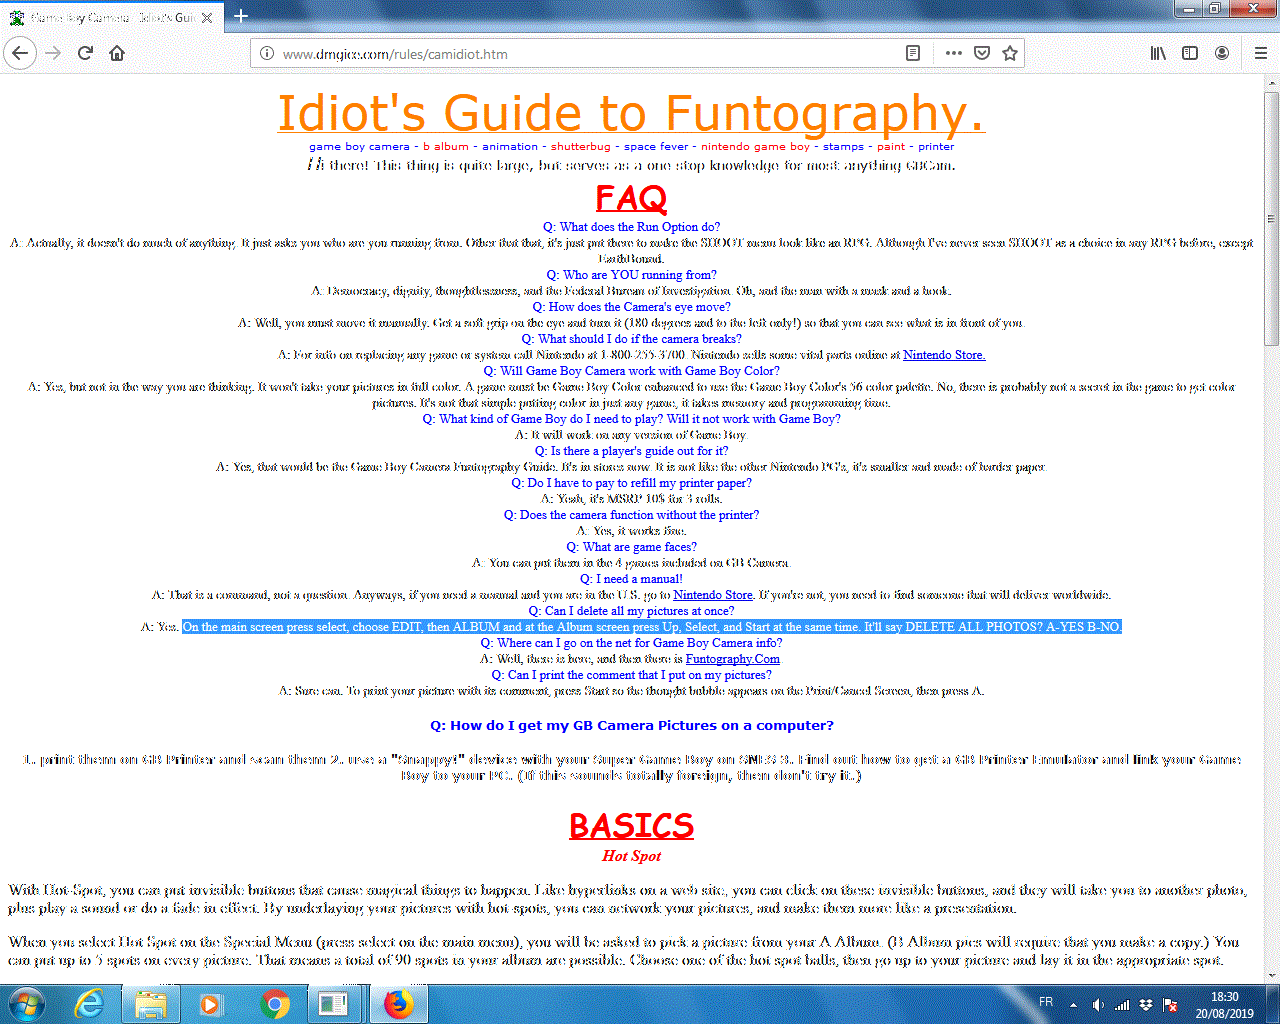 Game Boy Camera - Idiot's Guid
www.dmgice.com/rules/camidiot.htm
Idiot's Guide to Funtography.
game boy camera - b album - animation - shutterbug - space fever - nintendo game boy - stamps - paint - printer
Hi there! This thing is quite large, but serves as a one stop knowledge for most anything GBCam.
FAQ
Q: What does the Run Option do?
A: Actually, it doesn't do much of anything. It just asks you who are you running from. Other that that, it's just put there to make the SHOOT menu look like an RPG. Although I've never seen SHOOT as a choice in any RPG before, except
EarthBound.
Q: Who are YOU running from?
A: Democracy, dignity, thoughtlessness, and the Federal Bureau of Investigation. Oh, and the man with a mask and a hook.
Q: How does the Camera's eye move?
A: Well, you must move it manually. Get a soft grip on the eye and turn it (180 degrees and to the left only!) so that you can see what is in front of you.
Q: What should I do if the camera breaks?
A: For info on replacing any game or system call Nintendo at 1-800-255-3700. Nintendo sells some vital parts online at Nintendo Store.
Q: Will Game Boy Camera work with Game Boy Color?
A: Yes, but not in the way you are thinking. It won't take your pictures in full color. A game must be Game Boy Color enhanced to use the Game Boy Color's 56 color palette. No, there is probably not a secret in the game to get color
pictures. It's not that simple putting color in just any game, it takes memory and programming time.
Q: What kind of Game Boy do I need to play? Will it not work with Game Boy?
A: It will work on any version of Game Boy.
Q: Is there a player's guide out for it?
A: Yes, that would be the Game Boy Camera Funtography Guide. It's in stores now. It is not like the other Nintendo PG's, it's smaller and made of harder paper.
Q: Do I have to pay to refill my printer paper?
A: Yeah, it's MSRP 10$ for 3 rolls.
Q: Does the camera function without the printer?
A: Yes, it works fine.
Q: What are game faces?
A: You can put them in the 4 games included on GB Camera.
Q: I need a manual!
A: That is a command, not a question. Anyways, if you need a manual and you are in the U.S. go to Nintendo Store. If you're not, you need to find someone that will deliver worldwide.
Q: Can I delete all my pictures at once?
A: Yes. On the main screen press select, choose EDIT, then ALBUM and at the Album screen press Up, Select, and Start at the same time. It'll say DELETE ALL PHOTOS? A-YES B-NO.
Q: Where can I go on the net for Game Boy Camera info?
A: Well, there is here, and then there is Funtography.Com.
Q: Can I print the comment that I put on my pictures?
A: Sure can. To print your picture with its comment, press Start so the thought bubble appears on the Print/Cancel Screen, then press A.
Q: How do I get my GB Camera Pictures on a computer?
1.. print them on GB Printer and scan them 2.. use a "Snappy!" device with your Super Game Boy on SNES 3.. Find out how to get a GB Printer Emulator and link your Game
Boy to your PC.. (If this sounds totally foreign, then don't try it.)
BASICS
Hot Spot
With Hot-Spot, you can put invisible buttons that cause magical things to happen. Like hyperlinks on a web site, you can click on these invisible buttons, and they will take you to another photo,
plus play a sound or do a fade in effect. By underlaying your pictures with hot-spots, you can network your pictures, and make them more like a presentation.
When you select Hot Spot on the Special Menu (press select on the main menu), you will be asked to pick a picture from your A Album. (B Album pics will require that you make a copy.) You
can put up to 5 spots on every picture. That means a total of 90 spots in your album are possible. Choose one of the hot spot balls, then go up to your picture and lay it in the appropriate spot.
FR
18:30
20/08/2019